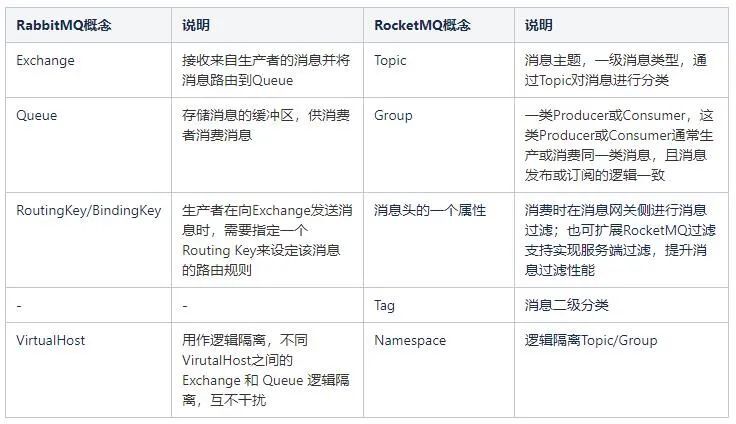 RabbitMQ概念 说明 RocketMQ概念 说明
Exchange
接收来自生产者的消息并将
消息路由到Queue
Topic
消息主题，一级消息类型，通
过Topic对消息进行分类
Queue
存储消息的缓冲区，供消费
者消费消息
Group
一类Producer或Consumer，这
类Producer或Consumer通常生
产或消费同一类消息，且消息
发布或订阅的逻辑一致
RoutingKey/BindingKey
生产者在向Exchange发送消
息时，需要指定一个
Routing Key来设定该消息
的路由规则
消息头的一个属性
消费时在消息网关侧进行消息
过滤；也可扩展RocketMQ过滤
支持实现服务端过滤，提升消
息过滤性能
-
-
Tag
消息二级分类
VirtualHost
用作逻辑隔离，不同
VirutalHost之间的
Exchange 和 Queue 逻辑隔
离，互不干扰
Namespace
逻辑隔离Topic/Group